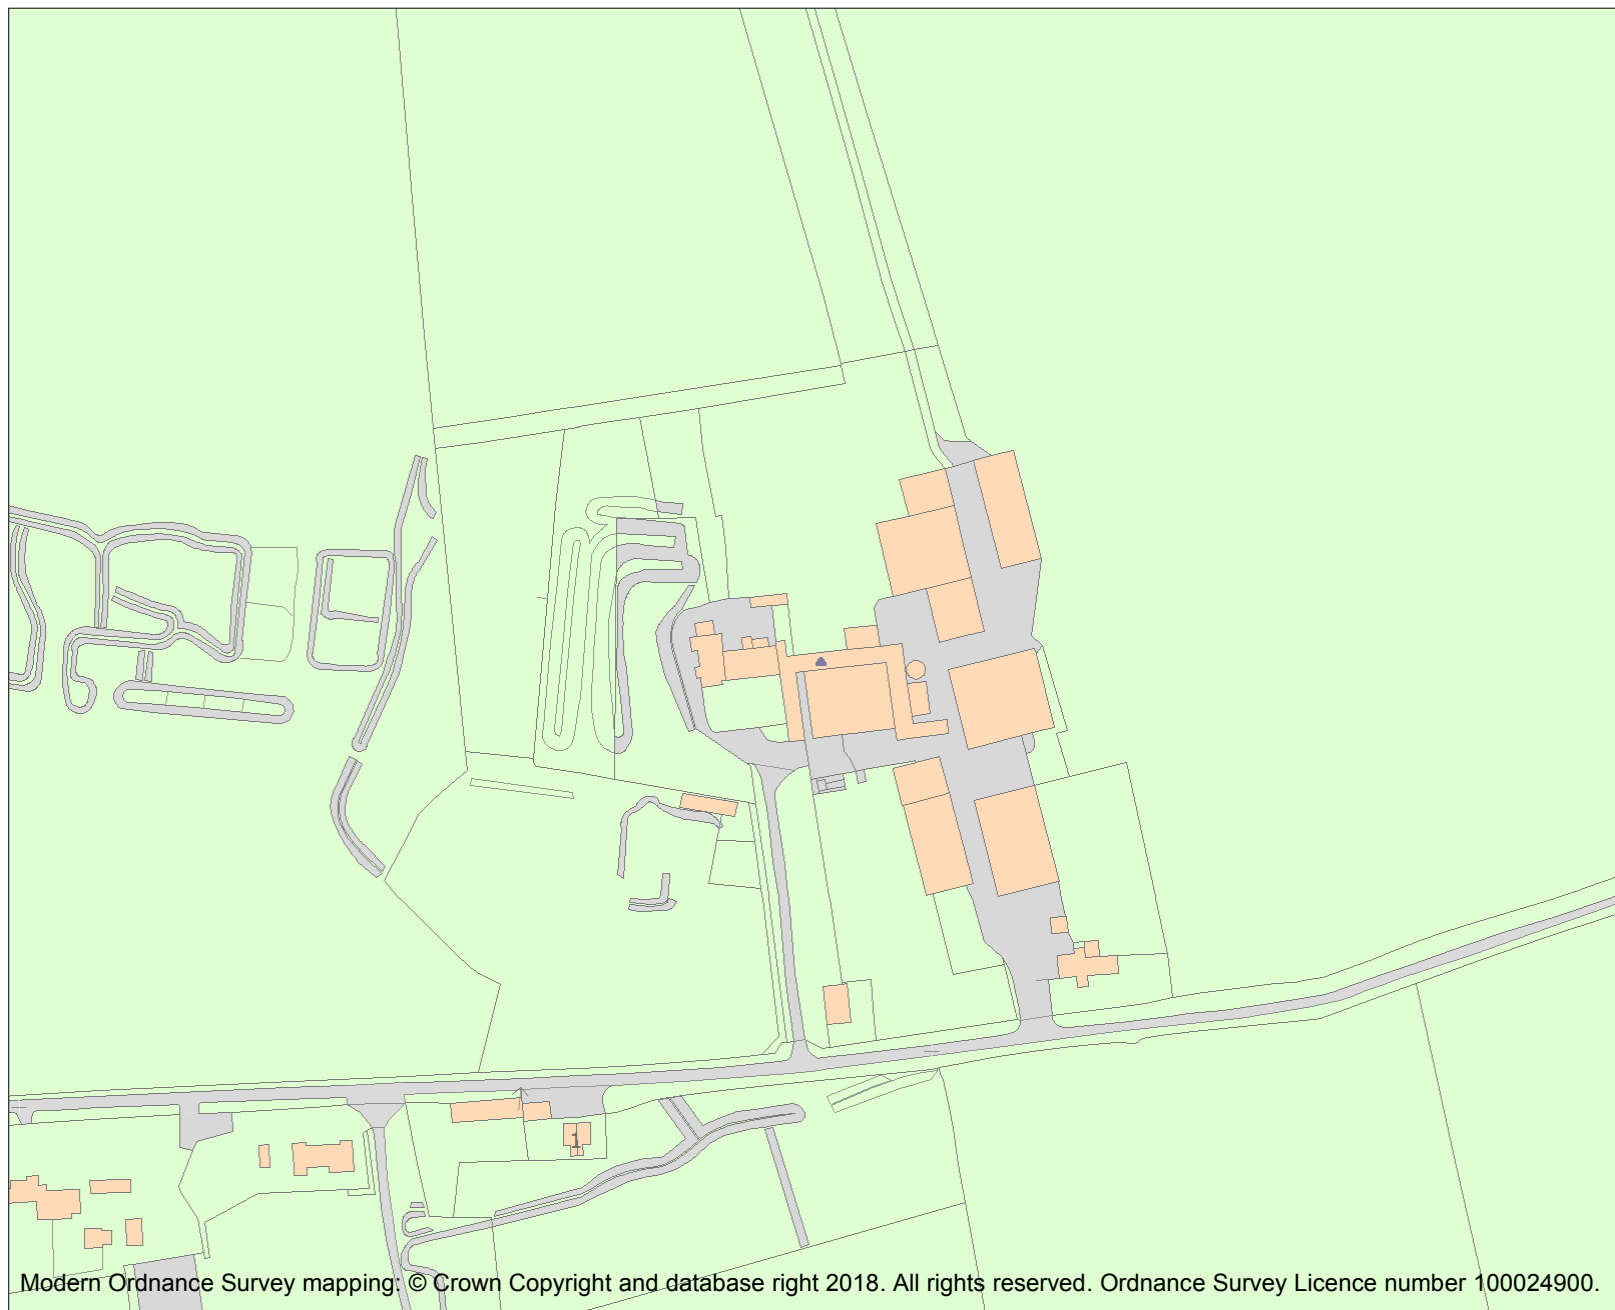 1
Modern Ordnance Survey mapping: © Crown Copyright and database right 2018. All rights reserved. Ordnance Survey Licence number 100024900.